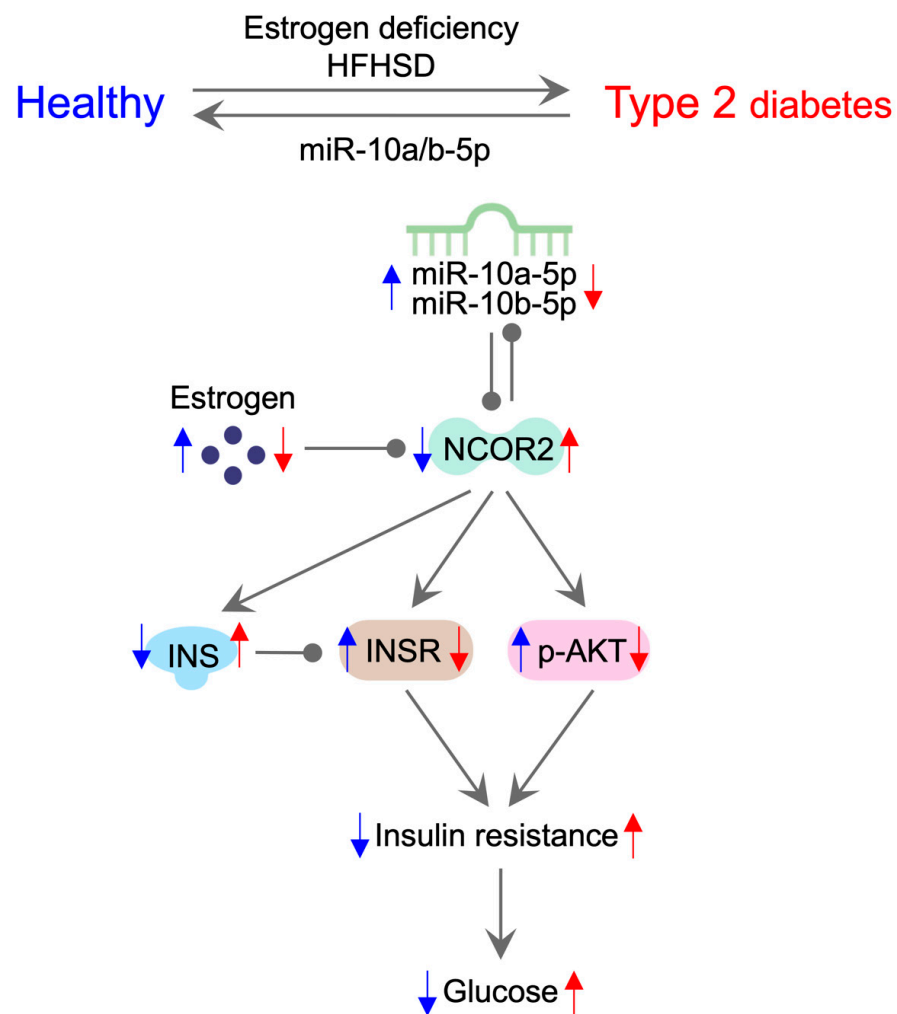 Estrogen deficiency
HFHSD
Healthy
Type 2 diabetes
miR-10a/b-5p
miR-10a-5p
miR-10b-5p
Estrogen
NCOR2
INS
INSR
p-AKT
Insulin resistance
Glucose